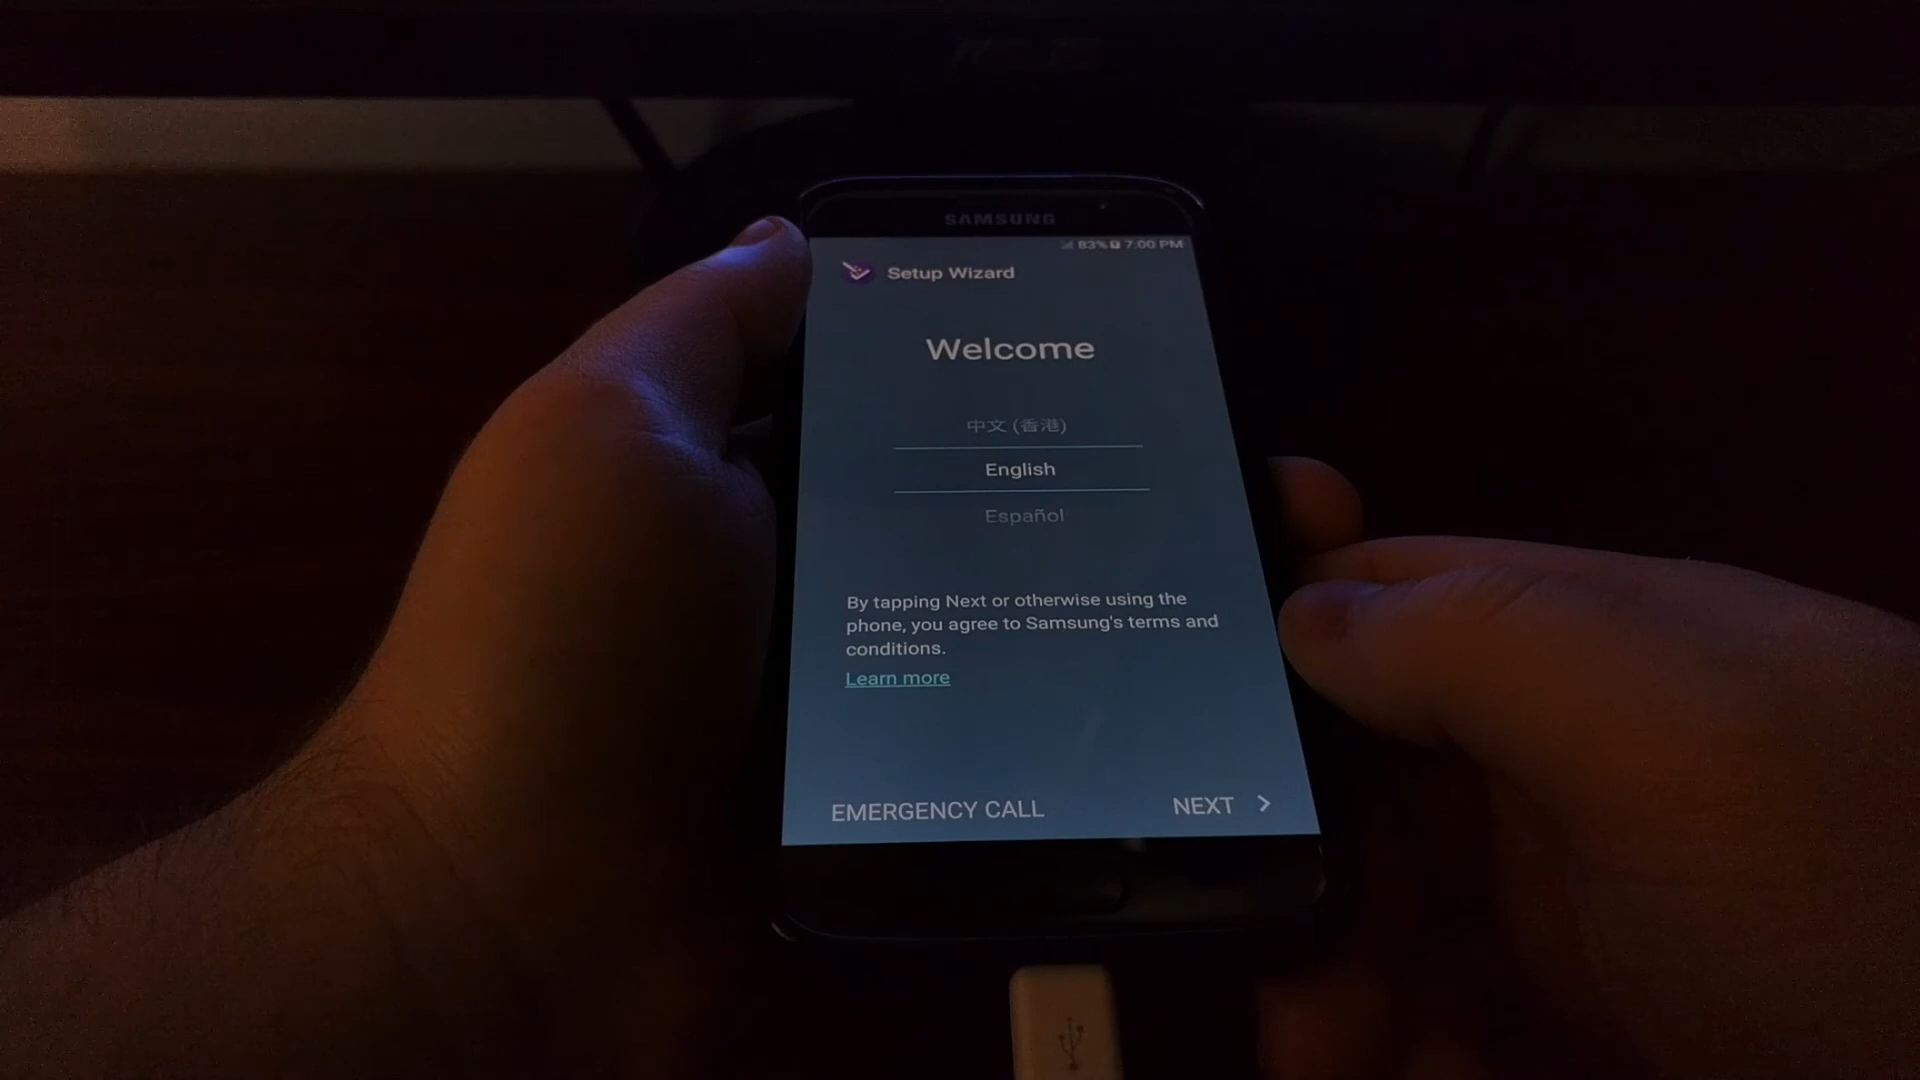 SAMSUNG
83% 7:00 PM
Setup Wizard
Welcome
中文 (香港)
English
Español
By tapping Next or otherwise using the
phone, you agree to Samsung's terms and
conditions.
Learn more
EMERGENCY CALL NEXT